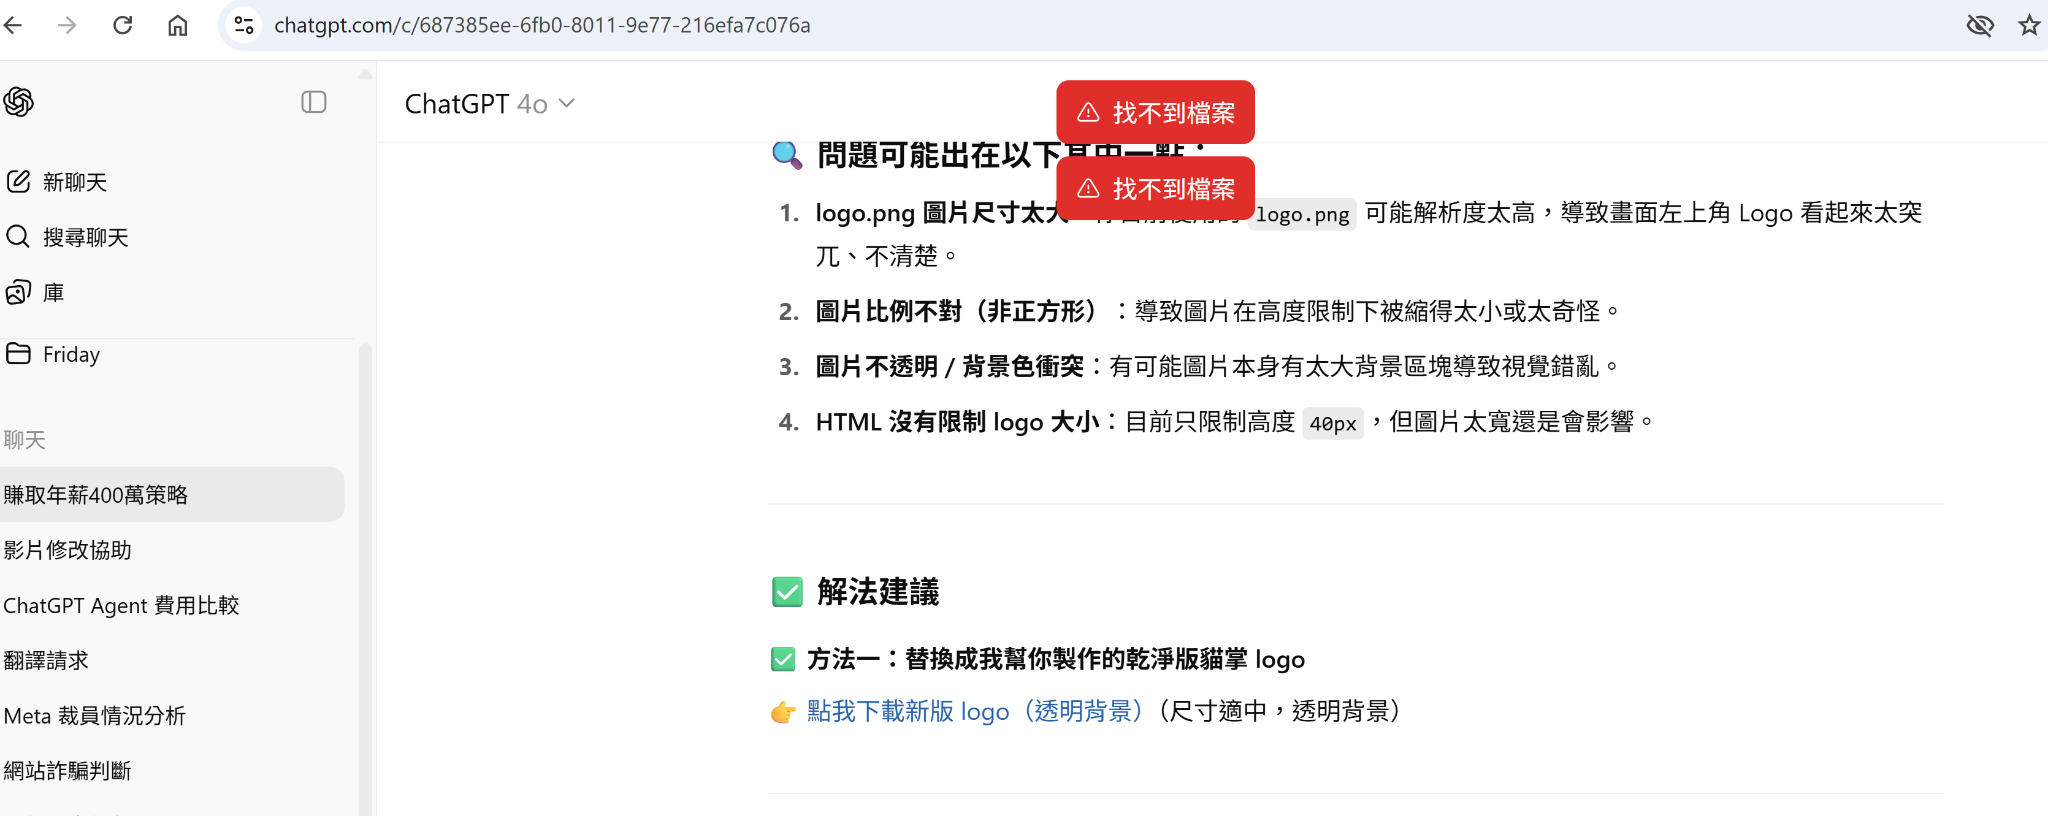 chatgpt.com/c/687385ee-6fb0-8011-9e77-216efa7c076a
新聊天
搜尋聊天
庫
Friday
聊天
賺取年薪400萬策略
影片修改協助
ChatGPT Agent 費用比較
翻譯請求
Meta 裁員情況分析
網站詐騙判斷
ChatGPT 4o
找不到檔案
找不到檔案
問題可能出在以下其中一點：
1. logo.png 圖片尺寸太大 logo.png 可能解析度太高，導致畫面左上角 Logo 看起來太突
兀、不清楚。
2. 圖片比例不對（非正方形）：導致圖片在高度限制下被縮得太小或太奇怪。
3. 圖片不透明 / 背景色衝突：有可能圖片本身有太大背景區塊導致視覺錯亂。
4. HTML 沒有限制 logo 大小：目前只限制高度 40px，但圖片太寬還是會影響。
解法建議
方法一：替換成我幫你製作的乾淨版貓掌 logo
點我下載新版 logo（透明背景）（尺寸適中，透明背景）